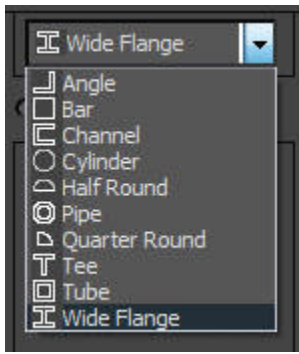 Wide Flange
Angle
Bar
Channel
Cylinder
Half Round
Pipe
Quarter Round
Tee
Tube
Wide Flange